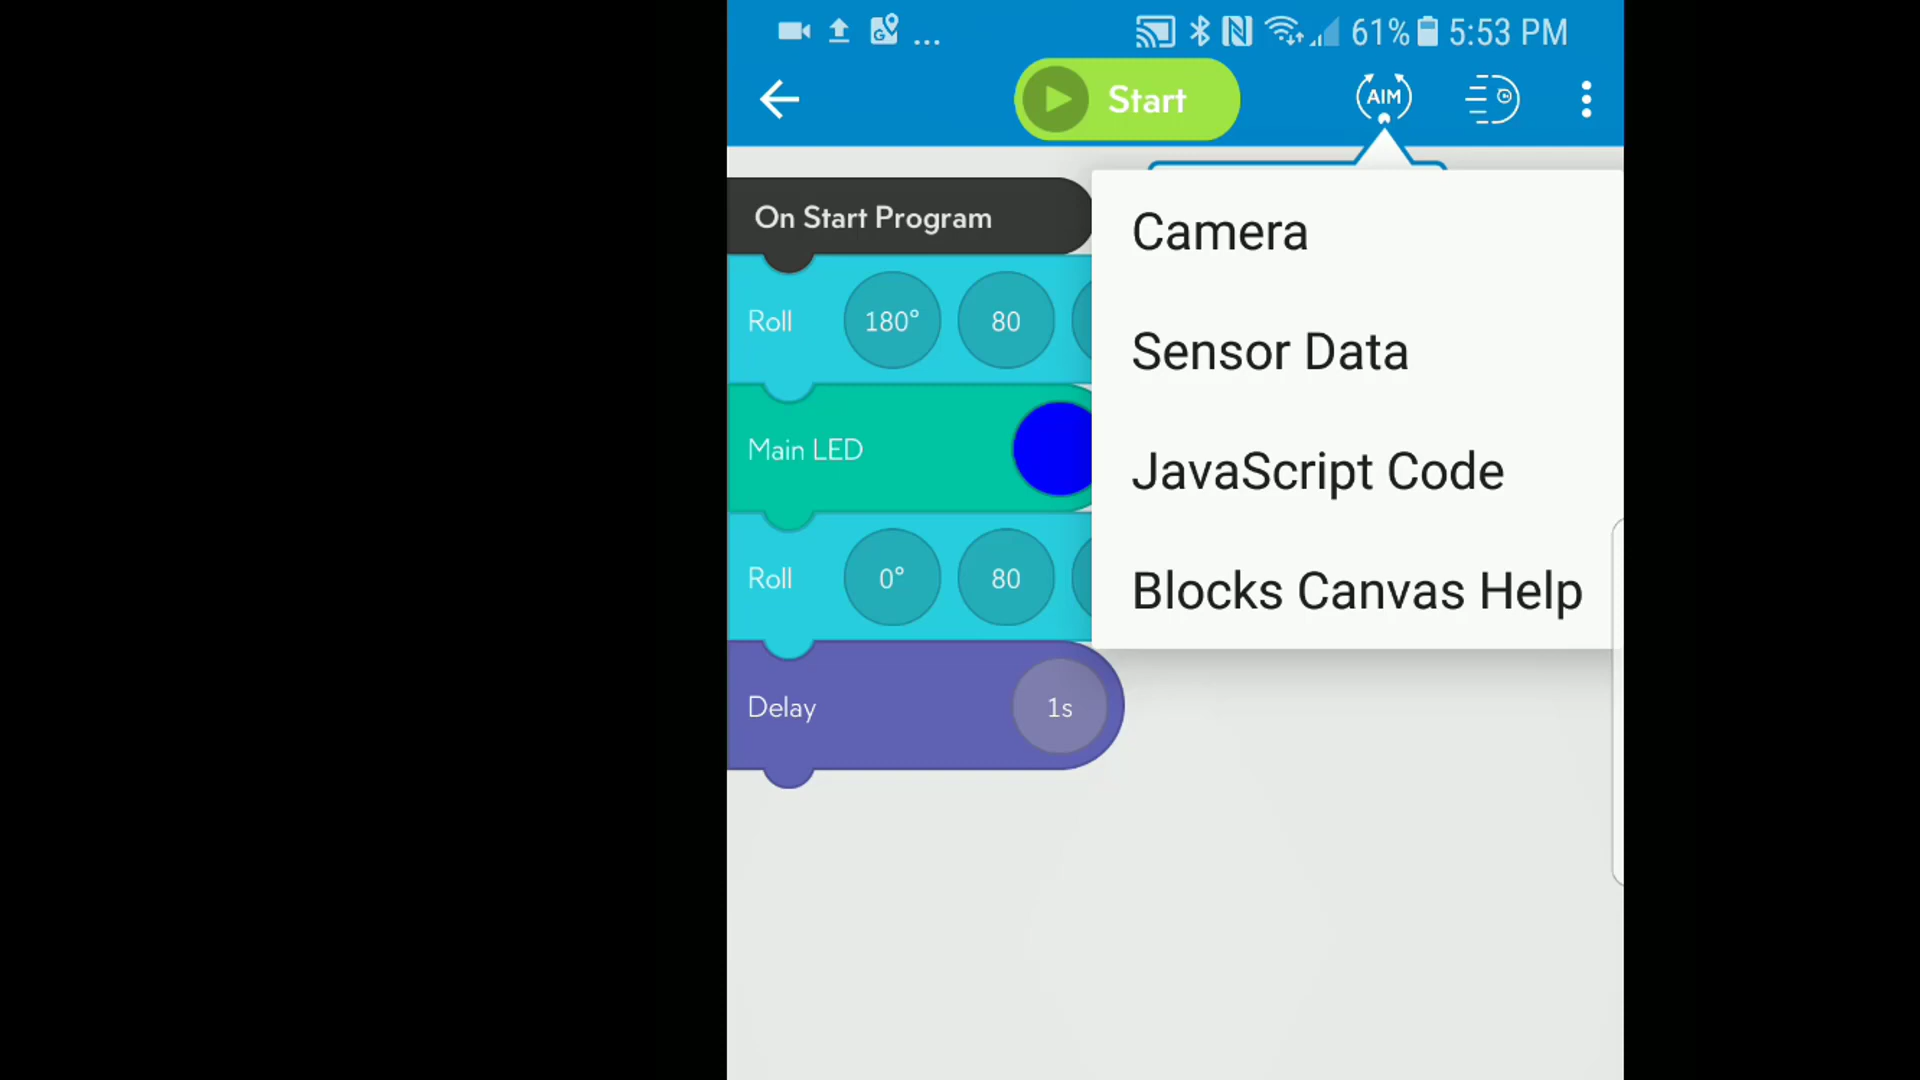 ... 61% 5:53 PM
Start AIM
On Start Program
Roll 180° 80
Main LED
Roll 0° 80
Delay 1s
Camera
Sensor Data
JavaScript Code
Blocks Canvas Help